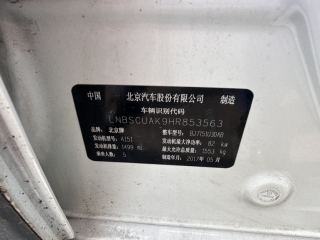 中国 北京汽车股份有限公司 制造
车辆识别代码
LNBSCUAK9HR853563
品牌：北京牌 整车型号：BJ7151U3DAB
发动机型号：A151 发动机最大净功率：82 kw
发动机排量：1499 mL 最大允许总质量：1553 kg
乘坐人数：5 制造年月：2017年05月